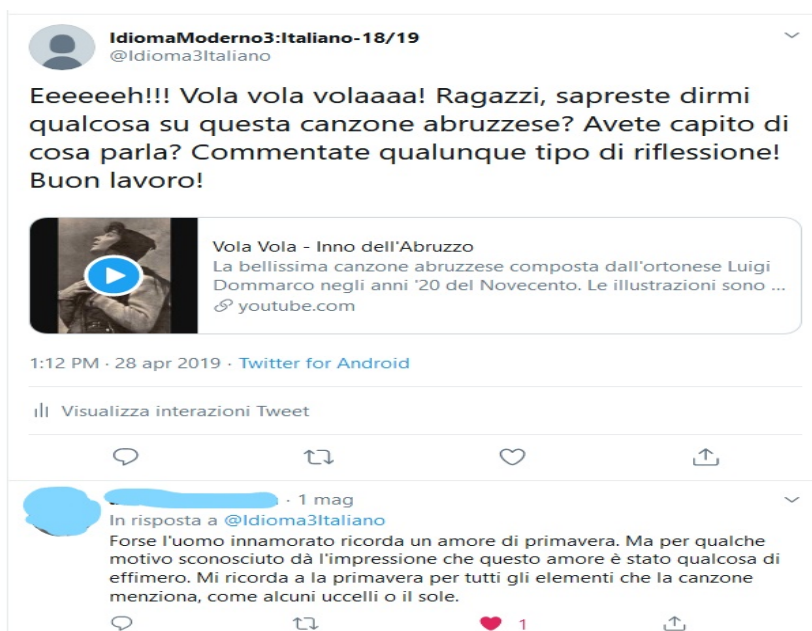 IdiomaModerno3:Italiano-18/19
@Idioma3Italiano
Eeeeeeh!!! Vola vola volaaaa! Ragazzi, sapreste dirmi
qualcosa su questa canzone abruzzese? Avete capito di
cosa parla? Commentate qualunque tipo di riflessione!
Buon lavoro!
Vola Vola - Inno dell'Abruzzo
La bellissima canzone abruzzese composta dall'ortonese Luigi
Dommarco negli anni '20 del Novecento. Le illustrazioni sono ...
youtube.com
1:12 PM · 28 apr 2019 · Twitter for Android
Visualizza interazioni Tweet
· 1 mag
In risposta a @Idioma3Italiano
Forse l'uomo innamorato ricorda un amore di primavera. Ma per qualche
motivo sconosciuto dà l'impressione che questo amore è stato qualcosa di
effimero. Mi ricorda a la primavera per tutti gli elementi che la canzone
menziona, come alcuni uccelli o il sole.
1